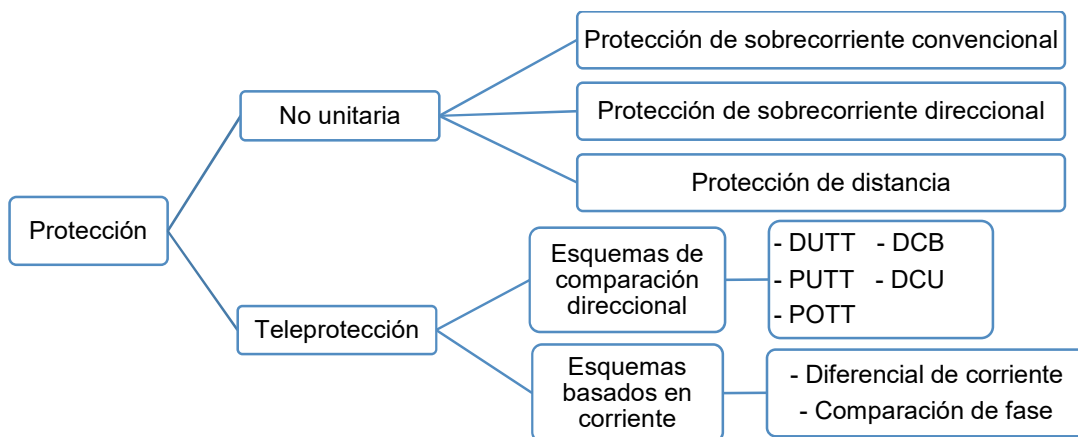 Protección
No unitaria
Protección de sobrecorriente convencional
Protección de sobrecorriente direccional
Protección de distancia
Teleprotección
Esquemas de
comparación
direccional
- DUTT - DCB
- PUTT - DCU
- POTT
Esquemas
basados en
corriente
- Diferencial de corriente
- Comparación de fase